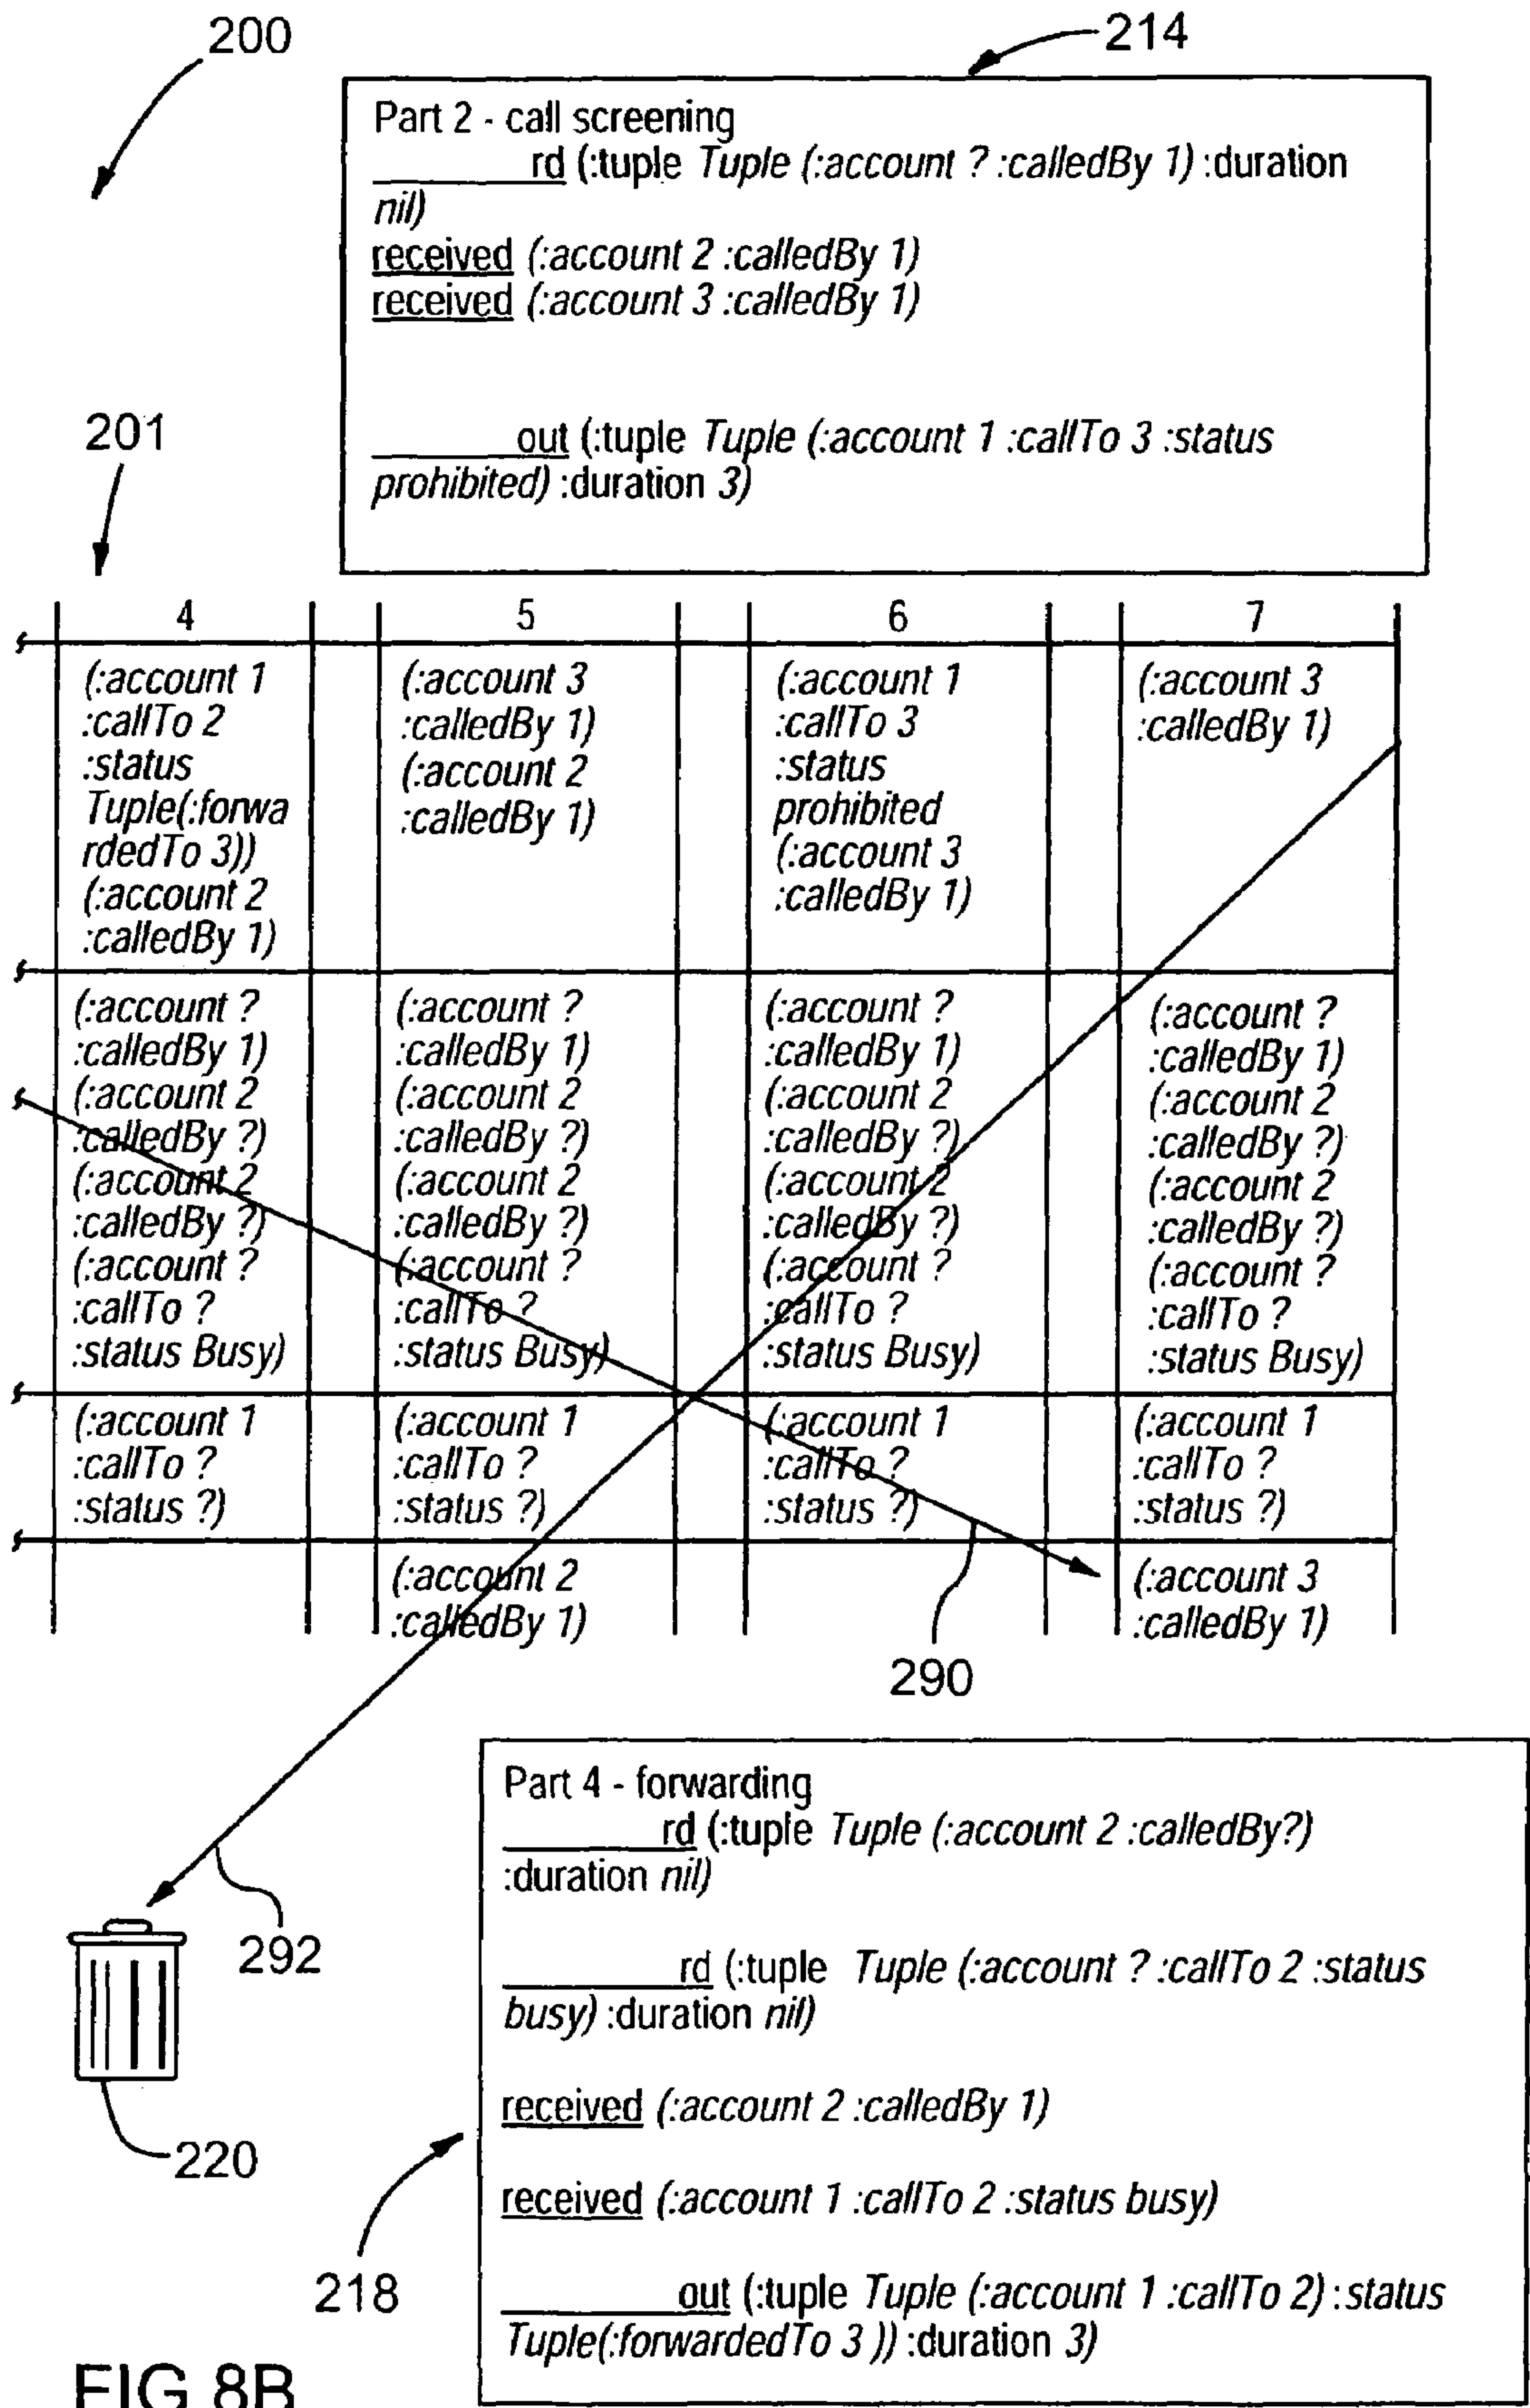 200
214
Part 2 - call screening
rd (:tuple Tuple (:account ? :calledBy 1) :duration
nil)
received (:account 2 :calledBy 1)
received (:account 3 :calledBy 1)
out (:tuple Tuple (:account 1 :callTo 3 :status
prohibited) :duration 3)
201
4
5
6
7
(:account 1
:callTo 2
:status
Tuple(:forwa
rdedTo 3))
(:account 2
:calledBy 1)
(:account 3
:calledBy 1)
(:account 2
:calledBy 1)
(:account 1
:callTo 3
:status
prohibited
(:account 3
:calledBy 1)
(:account 3
:calledBy 1)
(:account ?
:calledBy 1)
(:account 2
:calledBy ?)
(:account 2
:calledBy ?)
(:account ?
:callTo ?
:status Busy)
(:account ?
:calledBy 1)
(:account 2
:calledBy ?)
(:account 2
:calledBy ?)
(:account ?
:callTo ?
:status Busy)
(:account ?
:calledBy 1)
(:account 2
:calledBy ?)
(:account 2
:calledBy ?)
(:account ?
:callTo ?
:status Busy)
(:account ?
:calledBy 1)
(:account 2
:calledBy ?)
(:account 2
:calledBy ?)
(:account ?
:callTo ?
:status Busy)
(:account 1
:callTo ?
:status ?)
(:account 1
:callTo ?
:status ?)
(:account 1
:callTo ?
:status ?)
(:account 1
:callTo ?
:status ?)
(:account 2
:calledBy 1)
(:account 3
:calledBy 1)
290
292
220
218
Part 4 - forwarding
rd (:tuple Tuple (:account 2 :calledBy?)
:duration nil)
rd (:tuple Tuple (:account ? :callTo 2 :status
busy) :duration nil)
received (:account 2 :calledBy 1)
received (:account 1 :callTo 2 :status busy)
out (:tuple Tuple (:account 1 :callTo 2) :status
Tuple(:forwardedTo 3 )) :duration 3)
FIG 8B